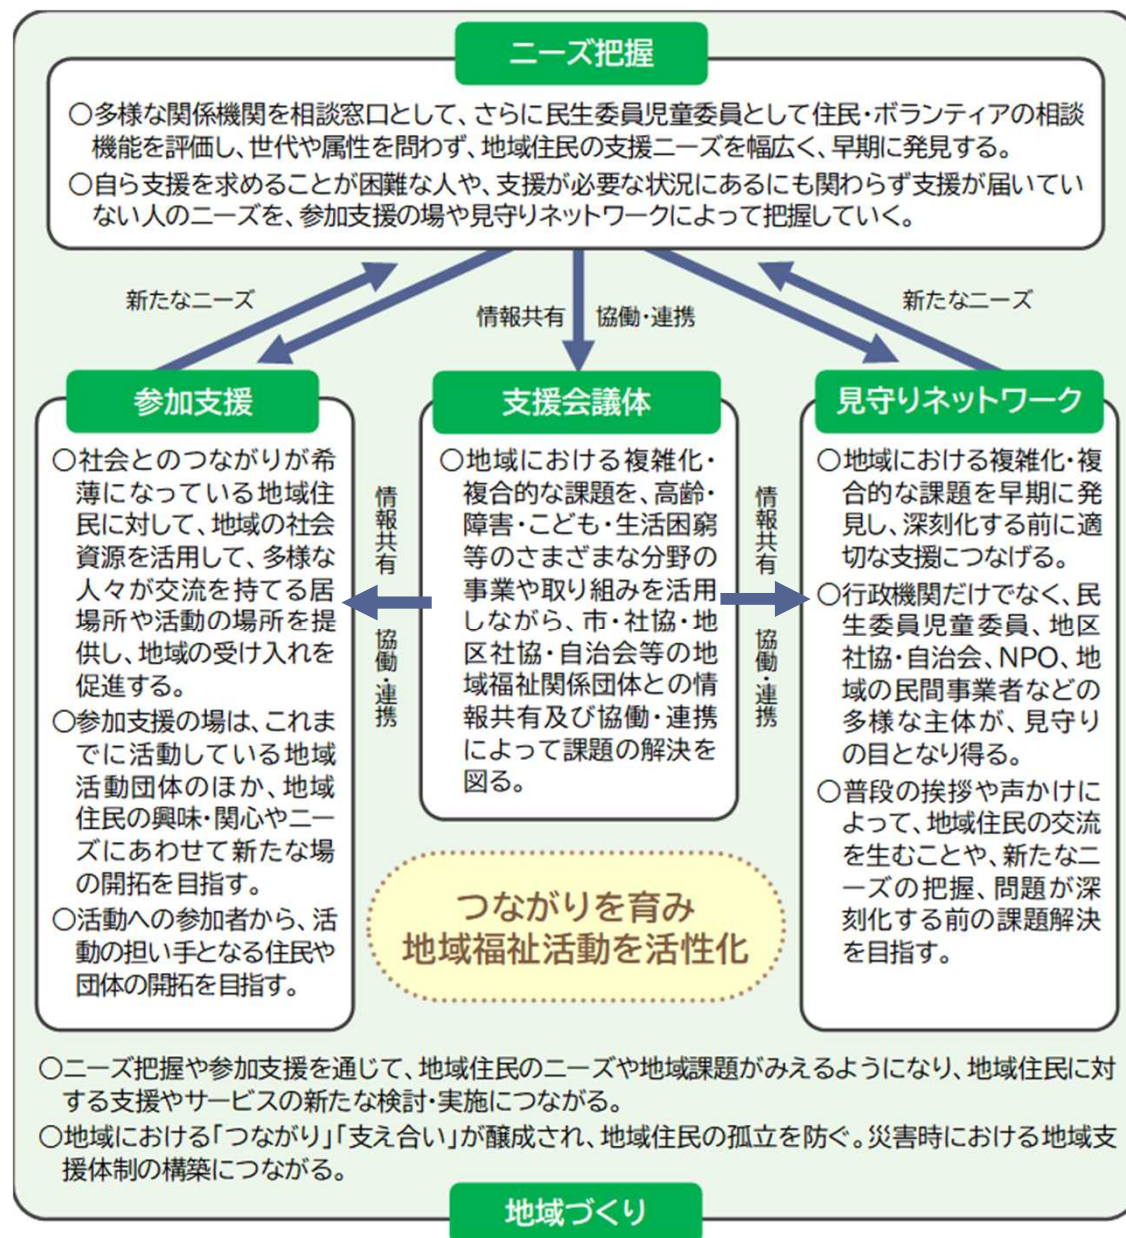 ニーズ把握
○多様な関係機関を相談窓口として、さらに民生委員児童委員として住民・ボランティアの相談
機能を評価し、世代や属性を問わず、地域住民の支援ニーズを幅広く、早期に発見する。
○自ら支援を求めることが困難な人や、支援が必要な状況にあるにも関わらず支援が届いてい
ない人のニーズを、参加支援の場や見守りネットワークによって把握していく。
新たなニーズ
情報共有
協働・連携
新たなニーズ
参加支援
○社会とのつながりが希
薄になっている地域住
民に対して、地域の社会
資源を活用して、多様な
人々が交流を持てる居
場所や活動の場所を提
供し、地域の受け入れを
促進する。
○参加支援の場は、これま
でに活動している地域
活動団体のほか、地域
住民の興味・関心やニー
ズにあわせて新たな場
の開拓を目指す。
○活動への参加者から、活
動の担い手となる住民や
団体の開拓を目指す。
情報共有
協働・連携
支援会議体
○地域における複雑化・
複合的な課題を、高齢・
障害・こども・生活困窮
等のさまざまな分野の
事業や取り組みを活用
しながら、市・社協・地
区社協・自治会等の地
域福祉関係団体との情
報共有及び協働・連携
によって課題の解決を
図る。
情報共有
協働・連携
見守りネットワーク
○地域における複雑化・複
合的な課題を早期に発
見し、深刻化する前に適
切な支援につなげる。
○行政機関だけでなく、民
生委員児童委員、地区
社協・自治会、NPO、地
域の民間事業者などの
多様な主体が、見守り
の目となり得る。
○普段の挨拶や声かけに
よって、地域住民の交流
を生むことや、新たなニ
ーズの把握、問題が深
刻化する前の課題解決
を目指す。
つながりを育み
地域福祉活動を活性化
○ニーズ把握や参加支援を通じて、地域住民のニーズや地域課題がみえるようになり、地域住民に対
する支援やサービスの新たな検討・実施につながる。
○地域における「つながり」「支え合い」が醸成され、地域住民の孤立を防ぐ。災害時における地域支
援体制の構築につながる。
地域づくり